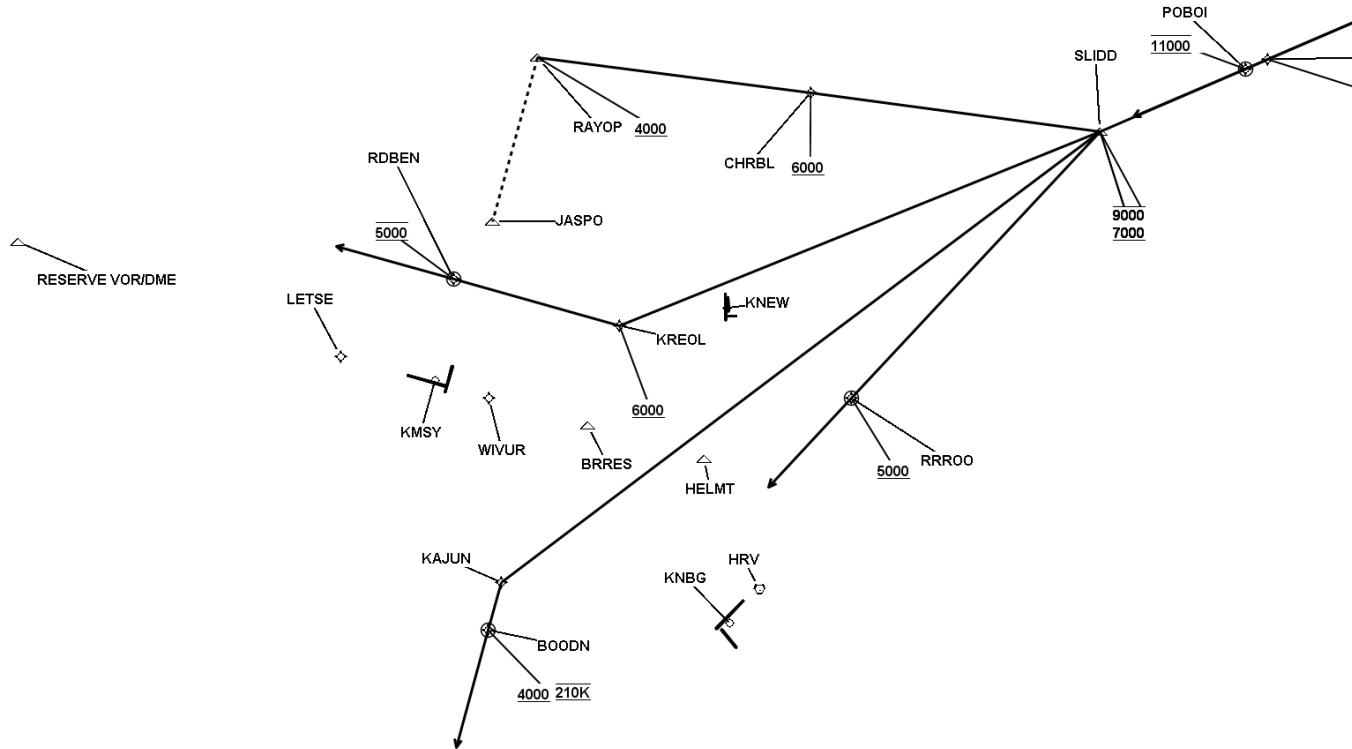 POBOI
11000
SLIDD
RAYOP
4000
CHRBL
6000
RDBEN
5000
JASPO
9000
7000
RESERVE VOR/DME
LETSE
KNEW
KREOL
6000
KMSY
WIVUR
BRRES
HELMT
5000
RRROO
KAJUN
HRV
KNBG
BOODN
4000 210K